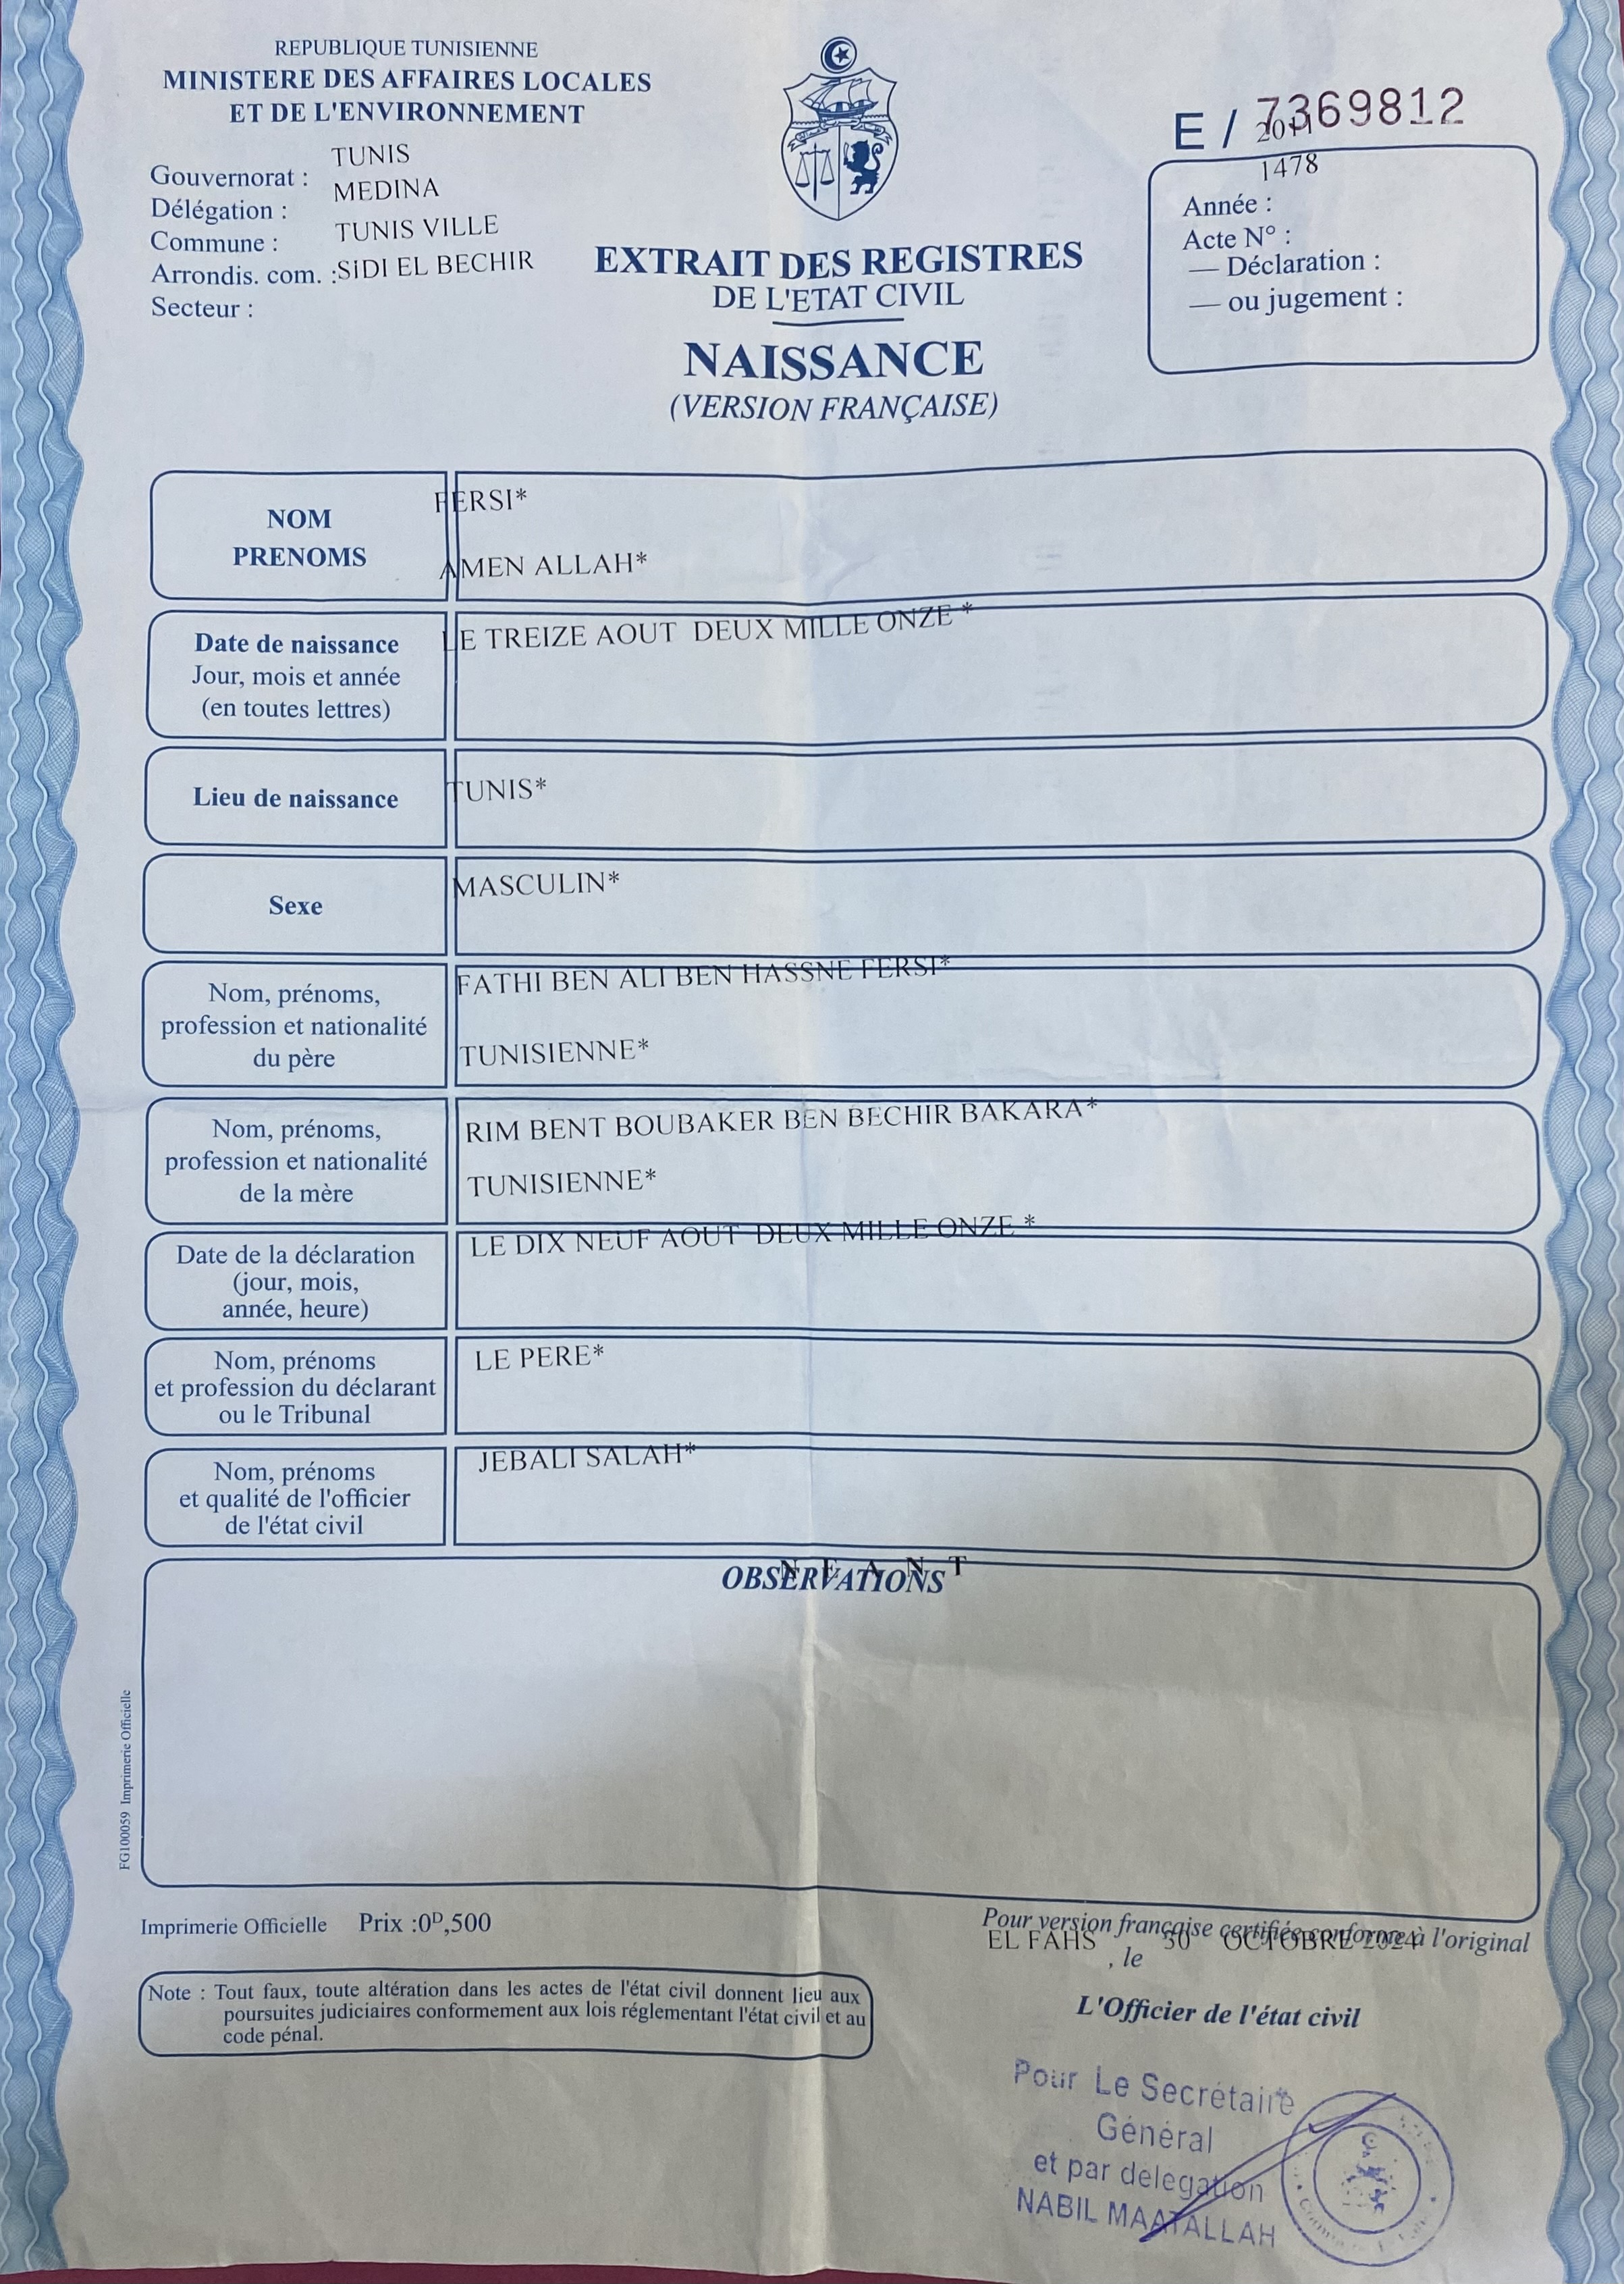 REPUBLIQUE TUNISIENNE
MINISTERE DES AFFAIRES LOCALES
ET DE L'ENVIRONNEMENT
Gouvernorat : TUNIS
Délégation : MEDINA
Commune : TUNIS VILLE
Arrondis. com. : SIDI EL BECHIR
Secteur :
EXTRAIT DES REGISTRES
DE L'ETAT CIVIL
NAISSANCE
(VERSION FRANÇAISE)
E / 7369812
2011
1478
Année :
Acte N° :
— Déclaration :
— ou jugement :
NOM
PRENOMS
FERSI*
AMEN ALLAH*
Date de naissance
Jour, mois et année
(en toutes lettres)
LE TREIZE AOUT DEUX MILLE ONZE *
Lieu de naissance
TUNIS*
Sexe
MASCULIN*
Nom, prénoms,
profession et nationalité
du père
FATHI BEN ALI BEN HASSNE FERSI*
TUNISIENNE*
Nom, prénoms,
profession et nationalité
de la mère
RIM BENT BOUBAKER BEN BECHIR BAKARA*
TUNISIENNE*
Date de la déclaration
(jour, mois,
année, heure)
LE DIX NEUF AOUT DEUX MILLE ONZE *
Nom, prénoms
et profession du déclarant
ou le Tribunal
LE PERE*
Nom, prénoms
et qualité de l'officier
de l'état civil
JEBALI SALAH*
N E A N T
OBSERVATIONS
FG100059 Imprimerie Officielle
Imprimerie Officielle Prix :0ᴰ,500
Note : Tout faux, toute altération dans les actes de l'état civil donnent lieu aux
poursuites judiciaires conformement aux lois réglementant l'état civil et au
code pénal.
Pour version française certifiée conforme à l'original
EL FAHS 30 OCTOBRE 2024
, le
L'Officier de l'état civil
Pour Le Secrétaire
Général
et par delegation
NABIL MAATALLAH